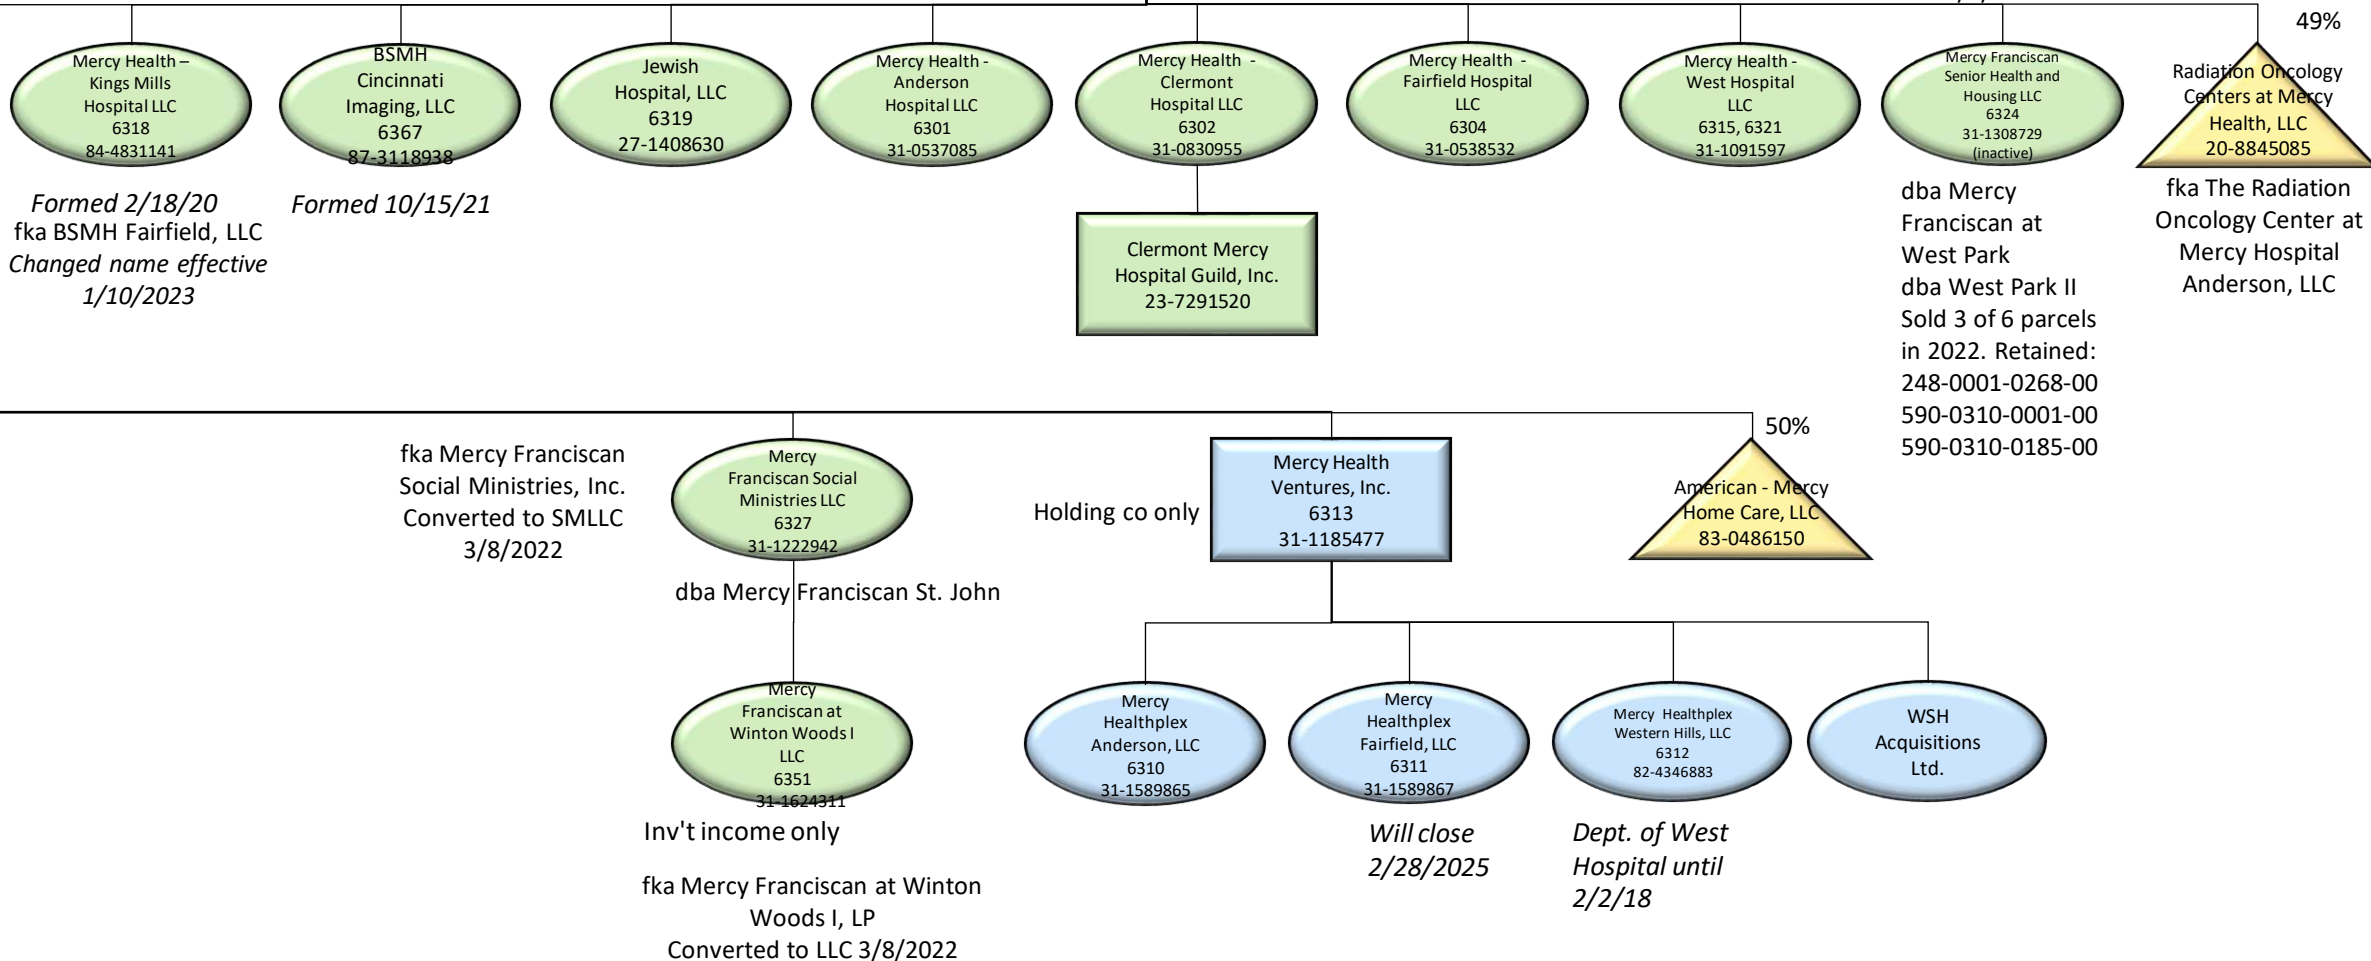 49%
Mercy Health –
Kings Mills
Hospital LLC
6318
84-4831141
Formed 2/18/20
fka BSMH Fairfield, LLC
Changed name effective
1/10/2023
BSMH
Cincinnati
Imaging, LLC
6367
87-3118938
Formed 10/15/21
Jewish
Hospital, LLC
6319
27-1408630
Mercy Health -
Anderson
Hospital LLC
6301
31-0537085
Mercy Health -
Clermont
Hospital LLC
6302
31-0830955
Clermont Mercy
Hospital Guild, Inc.
23-7291520
Mercy Health -
Fairfield Hospital
LLC
6304
31-0538532
Mercy Health -
West Hospital
LLC
6315, 6321
31-1091597
Mercy Franciscan
Senior Health and
Housing LLC
6324
31-1308729
(inactive)
dba Mercy
Franciscan at
West Park
dba West Park II
Sold 3 of 6 parcels
in 2022. Retained:
248-0001-0268-00
590-0310-0001-00
590-0310-0185-00
Radiation Oncology
Centers at Mercy
Health, LLC
20-8845085
fka The Radiation
Oncology Center at
Mercy Hospital
Anderson, LLC
fka Mercy Franciscan
Social Ministries, Inc.
Converted to SMLLC
3/8/2022
Mercy
Franciscan Social
Ministries LLC
6327
31-1222942
dba Mercy Franciscan St. John
Holding co only
Mercy Health
Ventures, Inc.
6313
31-1185477
50%
American - Mercy
Home Care, LLC
83-0486150
Mercy
Franciscan at
Winton Woods I
LLC
6351
31-1624311
Inv't income only
fka Mercy Franciscan at Winton
Woods I, LP
Converted to LLC 3/8/2022
Mercy
Healthplex
Anderson, LLC
6310
31-1589865
Mercy
Healthplex
Fairfield, LLC
6311
31-1589867
Will close
2/28/2025
Mercy Healthplex
Western Hills, LLC
6312
82-4346883
Dept. of West
Hospital until
2/2/18
WSH
Acquisitions
Ltd.